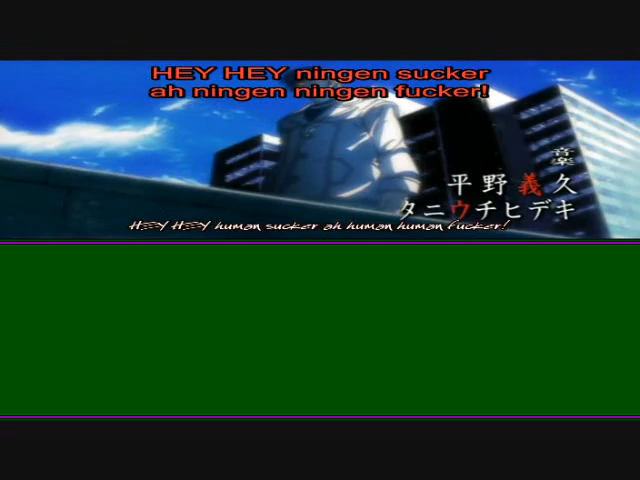 HEY HEY ningen sucker
ah ningen ningen fucker!
音楽
平野義久
タニウチヒデキ
HEY HEY human sucker ah human human fucker!